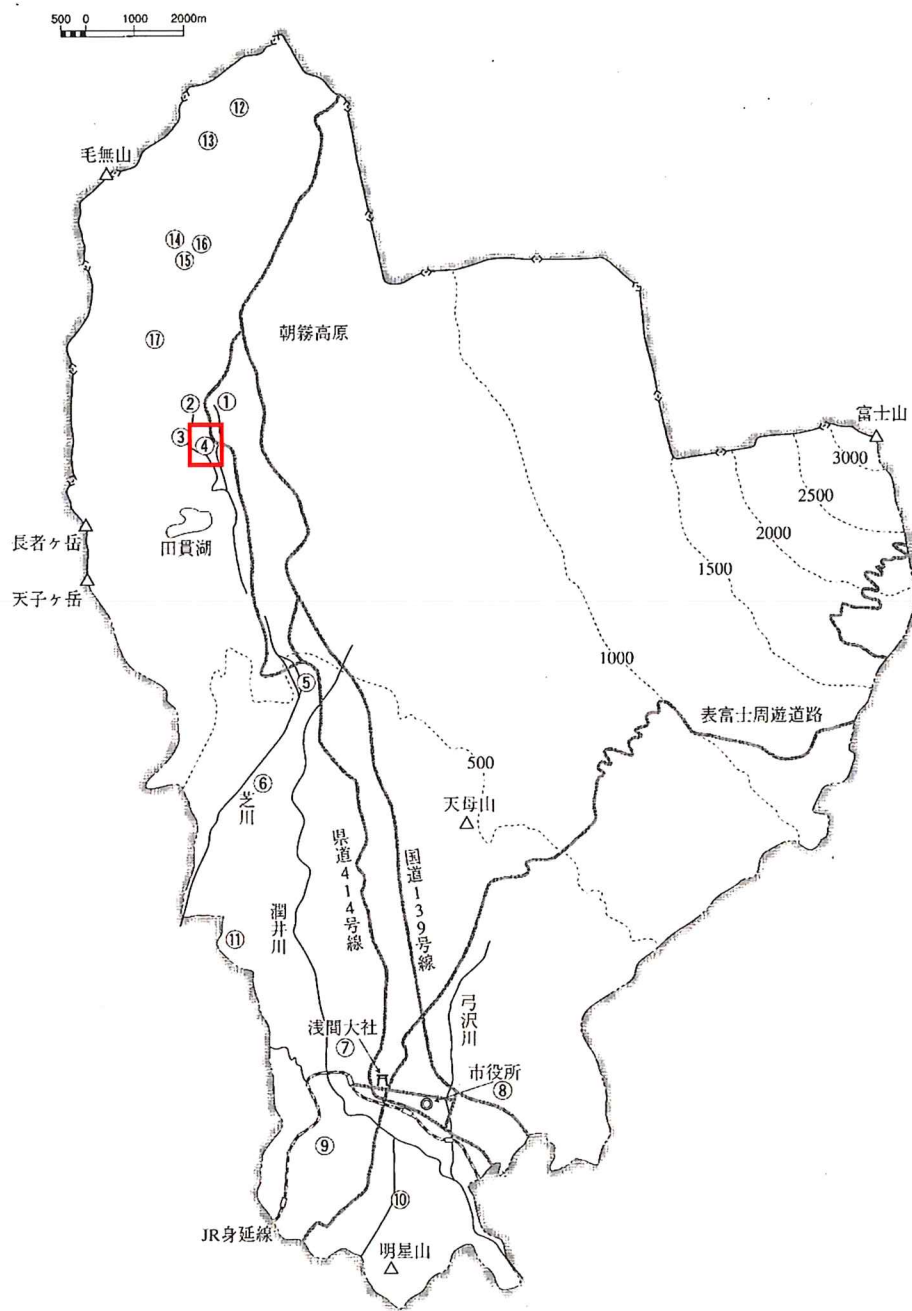 500 0 1000 2000m
⑫
⑬
毛無山
⑭ ⑯
⑮
朝霧高原
⑰
② ①
③ ④
富士山
3000
2500
2000
1500
1000
長者ヶ岳
田貫湖
天子ヶ岳
⑤
表富士周遊道路
500
⑥
芝川
天母山
県道414号線
国道139号線
潤井川
⑪
弓沢川
浅間大社
⑦
市役所
⑧
⑨
⑩
JR身延線
明星山